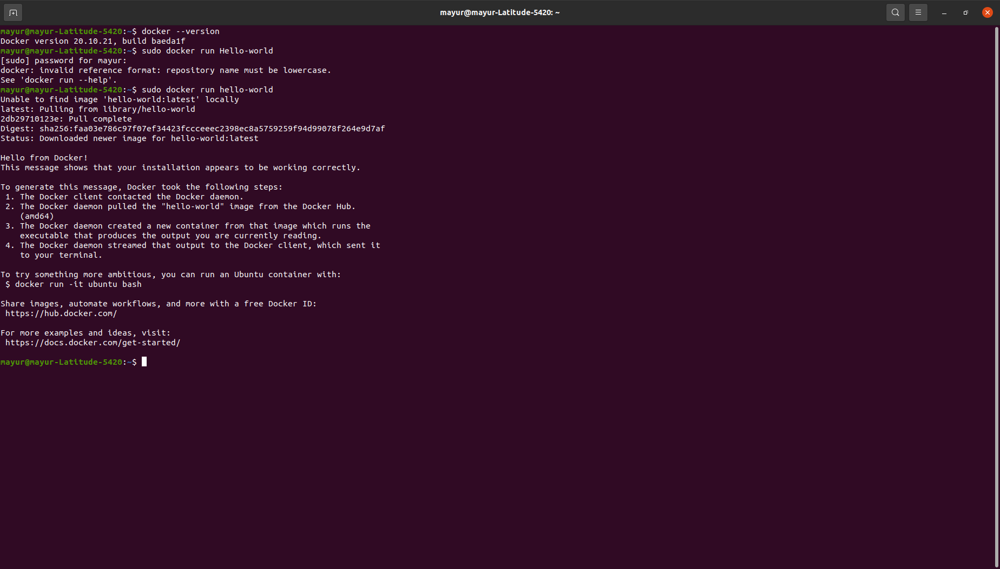 mayur@mayur-Latitude-5420: ~
mayur@mayur-Latitude-5420:~$ docker --version
Docker version 20.10.21, build baeda1f
mayur@mayur-Latitude-5420:~$ sudo docker run Hello-world
[sudo] password for mayur:
docker: invalid reference format: repository name must be lowercase.
See 'docker run --help'.
mayur@mayur-Latitude-5420:~$ sudo docker run hello-world
Unable to find image 'hello-world:latest' locally
latest: Pulling from library/hello-world
2db29710123e: Pull complete
Digest: sha256:faa03e786c97f07ef34423fccceeec2398ec8a5759259f94d99078f264e9d7af
Status: Downloaded newer image for hello-world:latest

Hello from Docker!
This message shows that your installation appears to be working correctly.

To generate this message, Docker took the following steps:
 1. The Docker client contacted the Docker daemon.
 2. The Docker daemon pulled the "hello-world" image from the Docker Hub.
    (amd64)
 3. The Docker daemon created a new container from that image which runs the
    executable that produces the output you are currently reading.
 4. The Docker daemon streamed that output to the Docker client, which sent it
    to your terminal.

To try something more ambitious, you can run an Ubuntu container with:
 $ docker run -it ubuntu bash

Share images, automate workflows, and more with a free Docker ID:
 https://hub.docker.com/

For more examples and ideas, visit:
 https://docs.docker.com/get-started/

mayur@mayur-Latitude-5420:~$